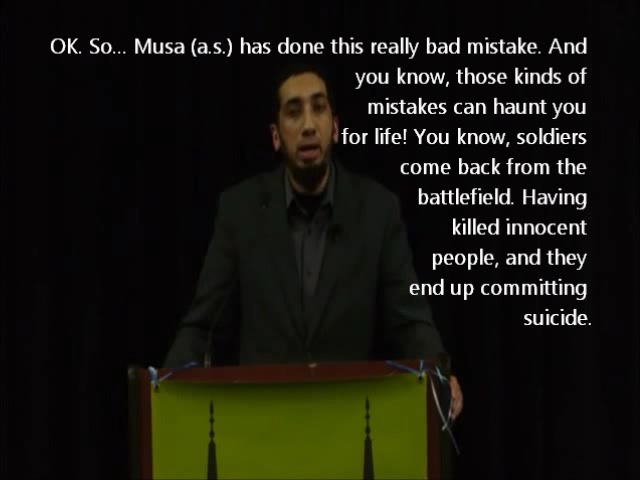 OK. So... Musa (a.s.) has done this really bad mistake. And
you know, those kinds of
mistakes can haunt you
for life! You know, soldiers
come back from the
battlefield. Having
killed innocent
people, and they
end up committing
suicide.